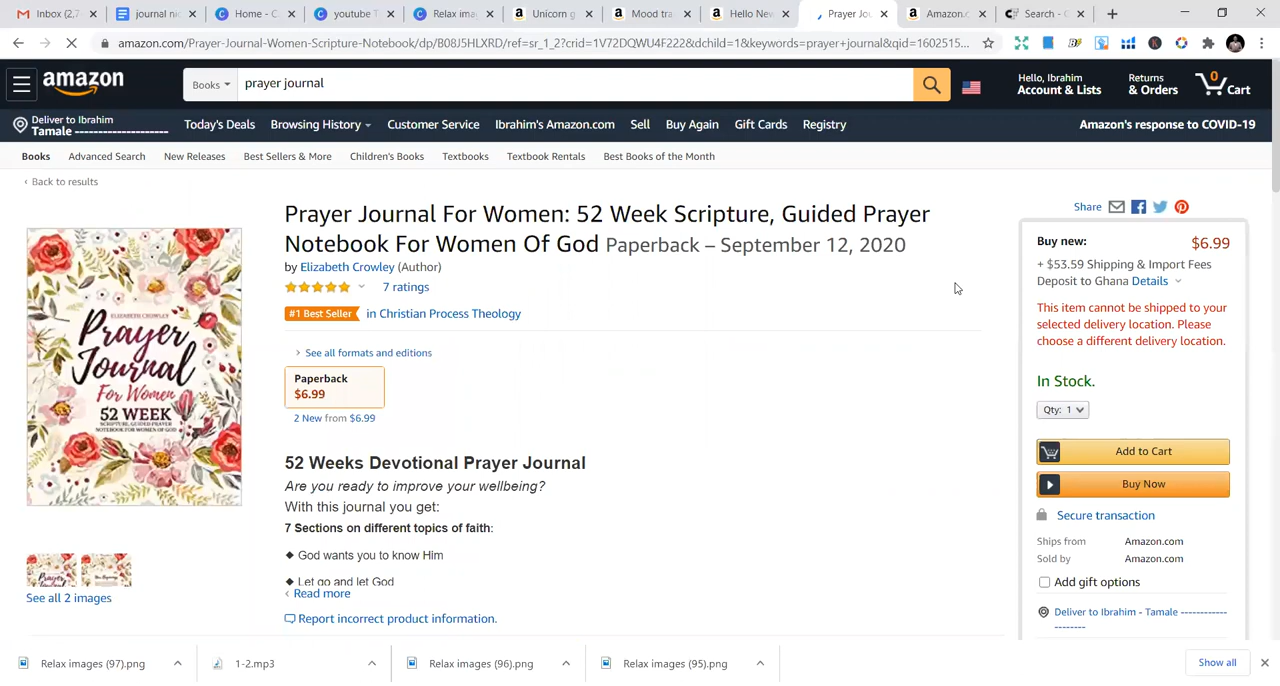 Inbox (2,7
journal nic
Home - C
youtube T
Relax ima
Unicorn g
Mood tra
Hello New
Prayer Jou
Amazon.c
Search -
amazon.com/Prayer-Journal-Women-Scripture-Notebook/dp/B08J5HLXRD/ref=sr_1_2?crid=1V72DQWU4F222&dchild=1&keywords=prayer+journal&qid=1602515...
amazon
Books
prayer journal
Hello, Ibrahim
Account & Lists
Returns
& Orders
0
Cart
Deliver to Ibrahim
Tamale --------------------
Today's Deals
Browsing History
Customer Service
Ibrahim's Amazon.com
Sell
Buy Again
Gift Cards
Registry
Amazon's response to COVID-19
Books
Advanced Search
New Releases
Best Sellers & More
Children's Books
Textbooks
Textbook Rentals
Best Books of the Month
‹ Back to results
Share
Prayer Journal For Women: 52 Week Scripture, Guided Prayer
Notebook For Women Of God Paperback – September 12, 2020
by Elizabeth Crowley (Author)
7 ratings
#1 Best Seller in Christian Process Theology
› See all formats and editions
Paperback
$6.99
2 New from $6.99
52 Weeks Devotional Prayer Journal
Are you ready to improve your wellbeing?
With this journal you get:
7 Sections on different topics of faith:
◆ God wants you to know Him
◆ Let go and let God
‹ Read more
Report incorrect product information.
ELIZABETH CROWLEY
Prayer
Journal
For Women
52 WEEK
SCRIPTURE, GUIDED PRAYER
NOTEBOOK FOR WOMEN OF GOD
See all 2 images
Buy new: $6.99
+ $53.59 Shipping & Import Fees
Deposit to Ghana Details
This item cannot be shipped to your
selected delivery location. Please
choose a different delivery location.
In Stock.
Qty: 1
Add to Cart
Buy Now
Secure transaction
Ships from Amazon.com
Sold by Amazon.com
Add gift options
Deliver to Ibrahim - Tamale ------------
--------
Relax images (97).png
1-2.mp3
Relax images (96).png
Relax images (95).png
Show all